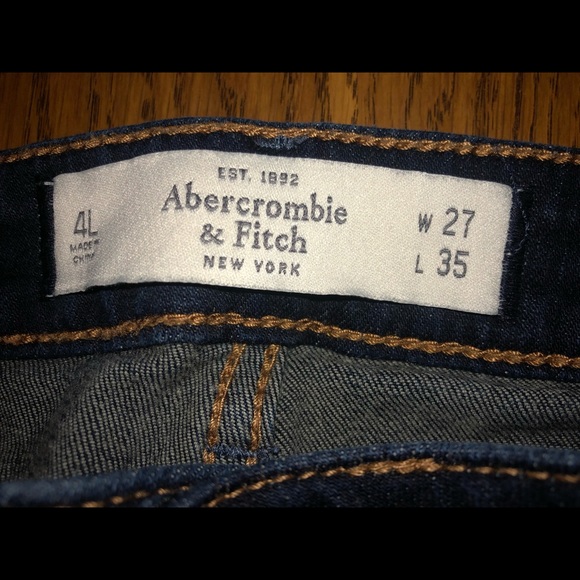 EST. 1892
Abercrombie
& Fitch
NEW YORK
4L
MADE IN
CHINA
W 27
L 35